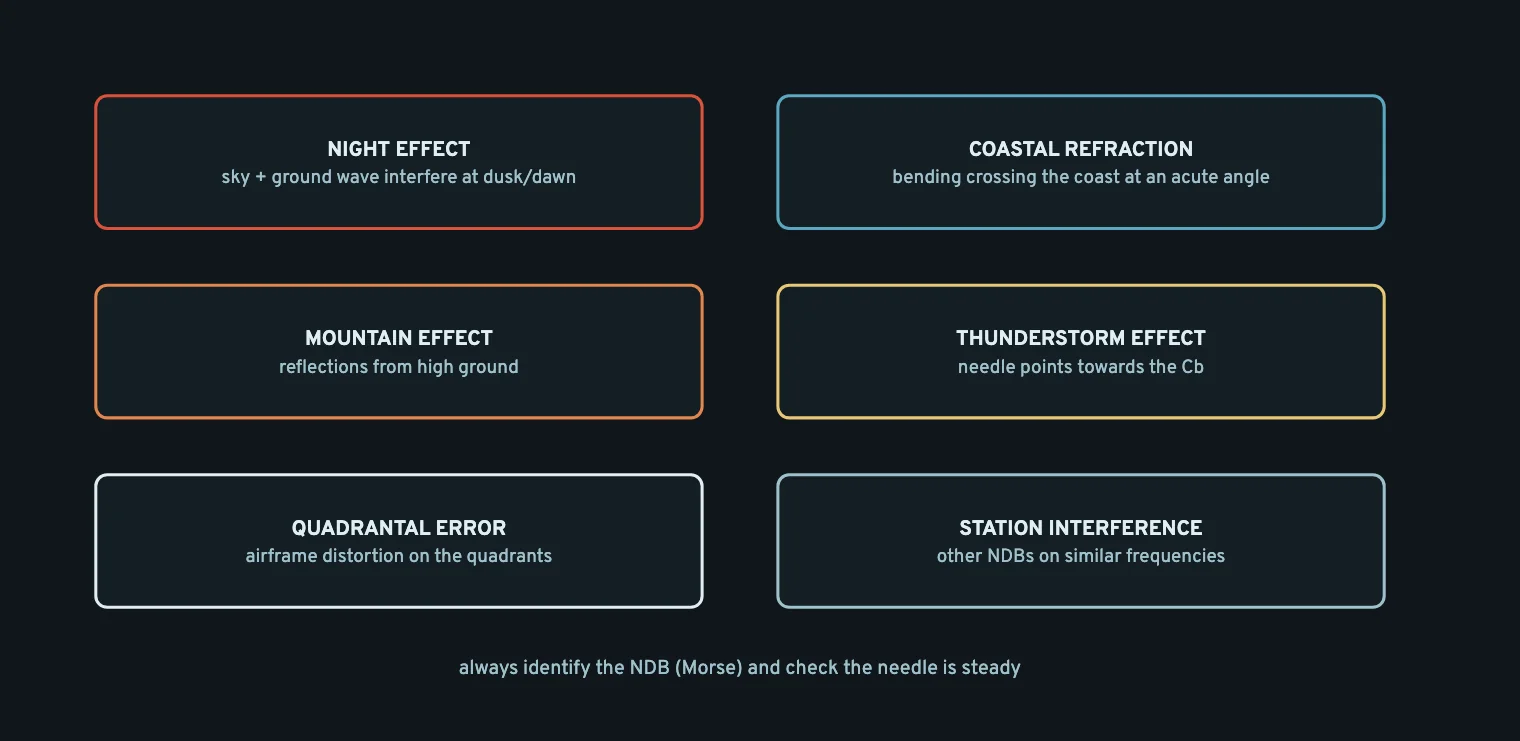 NIGHT EFFECT
sky + ground wave interfere at dusk/dawn
COASTAL REFRACTION
bending crossing the coast at an acute angle
MOUNTAIN EFFECT
reflections from high ground
THUNDERSTORM EFFECT
needle points towards the Cb
QUADRANTAL ERROR
airframe distortion on the quadrants
STATION INTERFERENCE
other NDBs on similar frequencies
always identify the NDB (Morse) and check the needle is steady